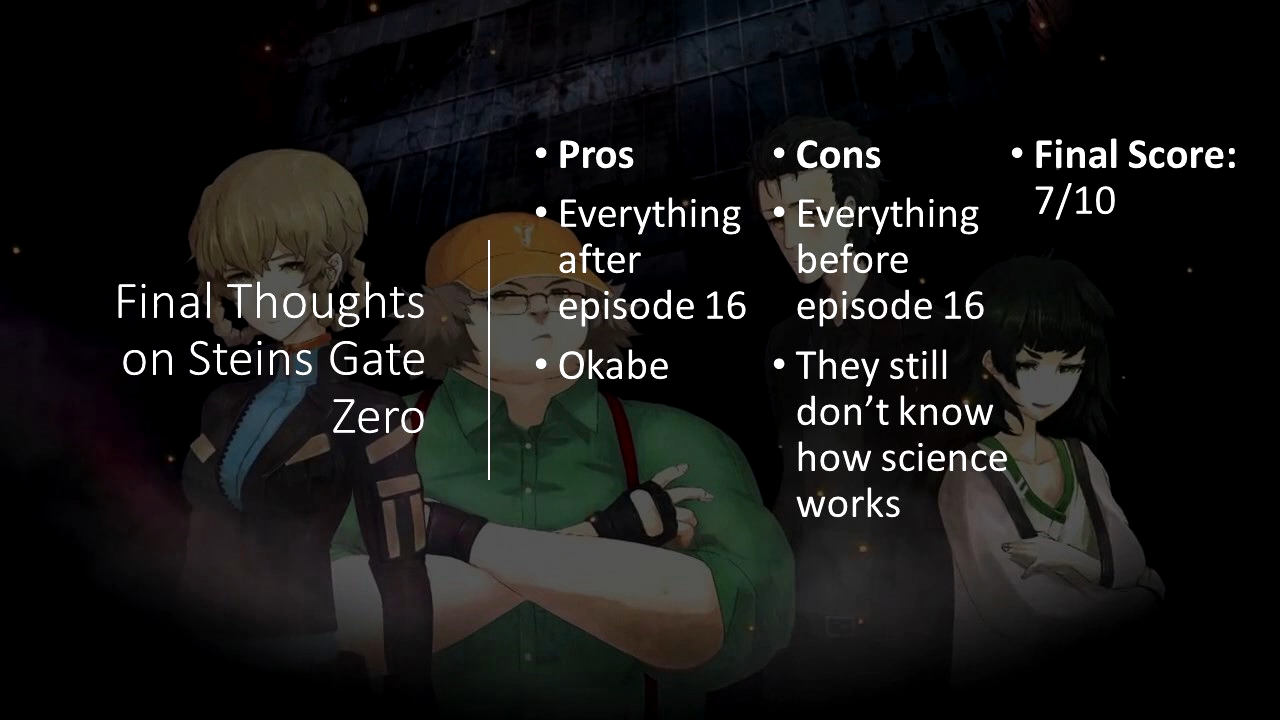 Final Thoughts
on Steins Gate
Zero
• Pros
• Everything
after
episode 16
• Okabe
• Cons
• Everything
before
episode 16
• They still
don’t know
how science
works
• Final Score:
7/10